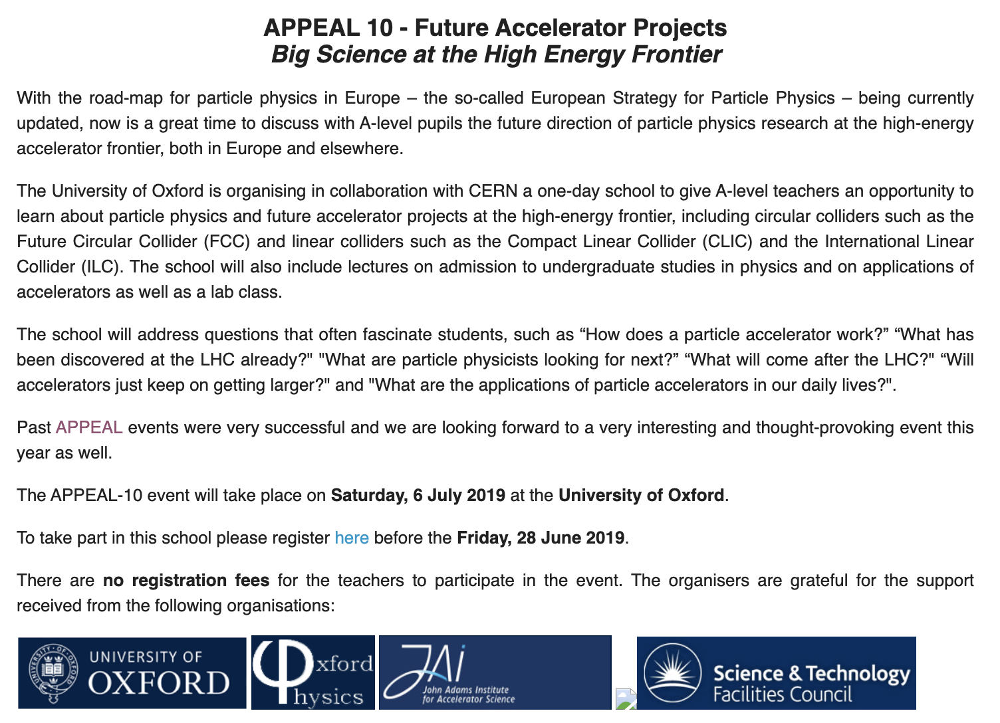 APPEAL 10 - Future Accelerator Projects
Big Science at the High Energy Frontier
With the road-map for particle physics in Europe – the so-called European Strategy for Particle Physics – being currently
updated, now is a great time to discuss with A-level pupils the future direction of particle physics research at the high-energy
accelerator frontier, both in Europe and elsewhere.
The University of Oxford is organising in collaboration with CERN a one-day school to give A-level teachers an opportunity to
learn about particle physics and future accelerator projects at the high-energy frontier, including circular colliders such as the
Future Circular Collider (FCC) and linear colliders such as the Compact Linear Collider (CLIC) and the International Linear
Collider (ILC). The school will also include lectures on admission to undergraduate studies in physics and on applications of
accelerators as well as a lab class.
The school will address questions that often fascinate students, such as “How does a particle accelerator work?” “What has
been discovered at the LHC already?" "What are particle physicists looking for next?” “What will come after the LHC?" “Will
accelerators just keep on getting larger?" and "What are the applications of particle accelerators in our daily lives?".
Past APPEAL events were very successful and we are looking forward to a very interesting and thought-provoking event this
year as well.
The APPEAL-10 event will take place on Saturday, 6 July 2019 at the University of Oxford.
To take part in this school please register here before the Friday, 28 June 2019.
There are no registration fees for the teachers to participate in the event. The organisers are grateful for the support
received from the following organisations:
UNIVERSITY OF
OXFORD
UNIVERSITY·OF·OXFORD
Oxford
Physics
JAi
John Adams Institute
for Accelerator Science
Science & Technology
Facilities Council